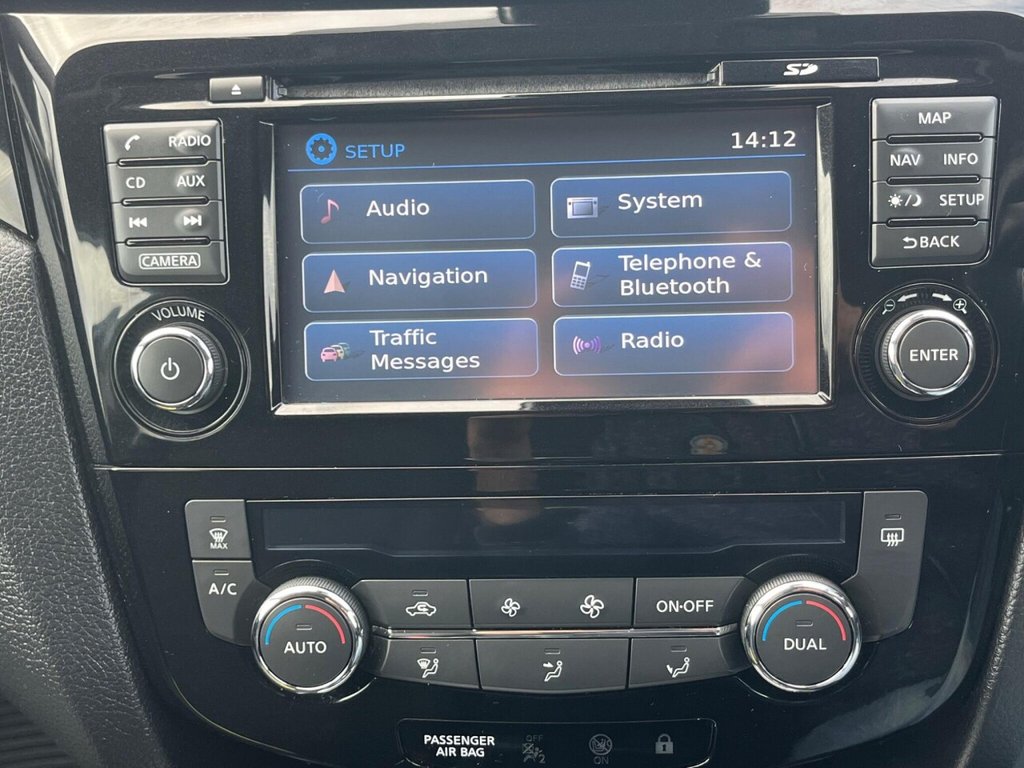 SD
RADIO
CD AUX
CAMERA
VOLUME
SETUP 14:12
Audio
System
Navigation
Telephone &
Bluetooth
Traffic
Messages
Radio
MAP
NAV INFO
SETUP
BACK
ENTER
MAX
A/C
AUTO
ON·OFF
DUAL
PASSENGER
AIR BAG
OFF
2
ON